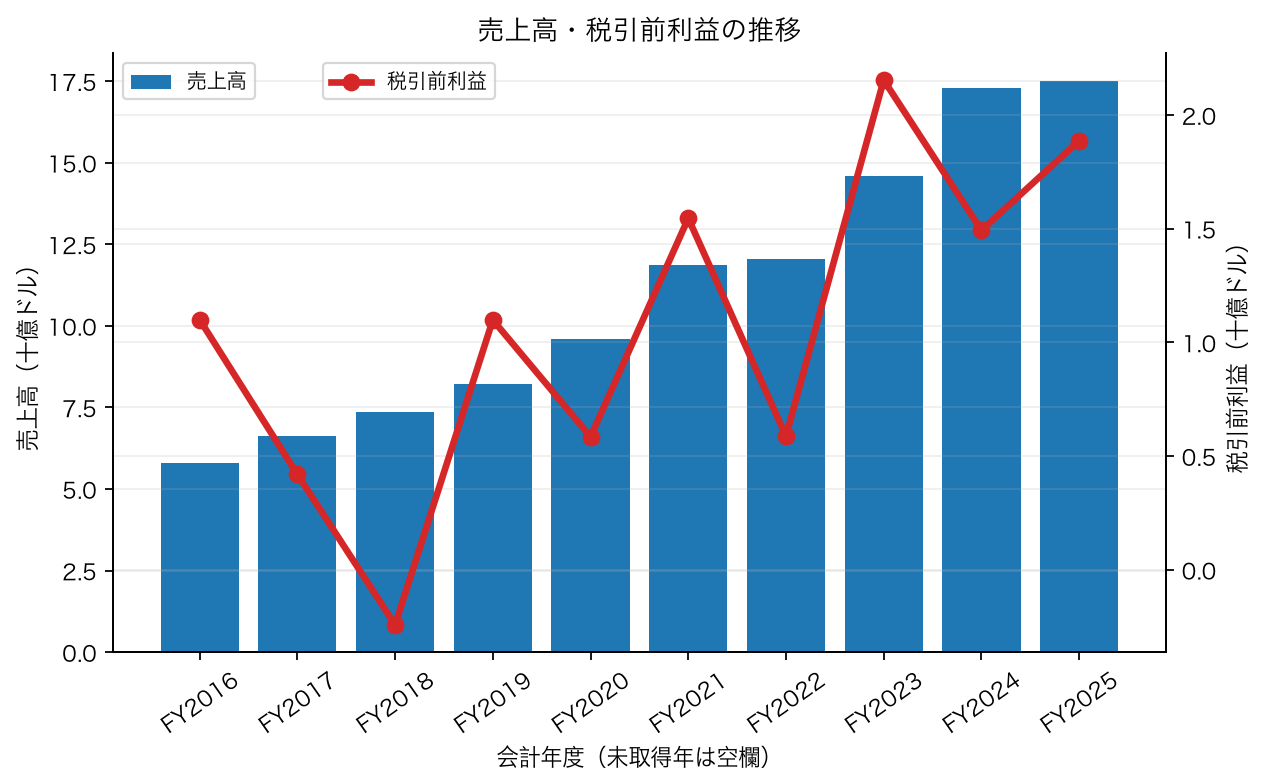 売上高・税引前利益の推移
売上高
税引前利益
売上高（十億ドル）
17.5
15.0
12.5
10.0
7.5
5.0
2.5
0.0
2.0
1.5
1.0
0.5
0.0
税引前利益（十億ドル）
FY2016
FY2017
FY2018
FY2019
FY2020
FY2021
FY2022
FY2023
FY2024
FY2025
会計年度（未取得年は空欄）